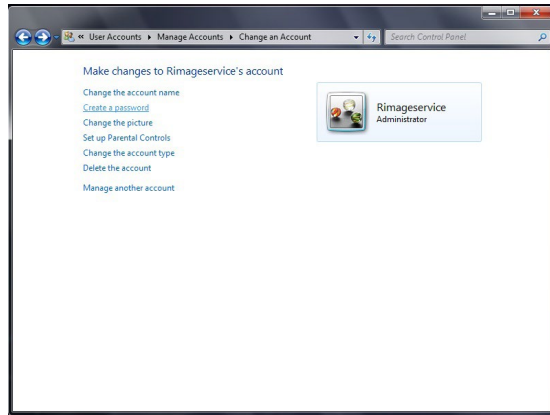 « User Accounts ▸ Manage Accounts ▸ Change an Account
Search Control Panel
Make changes to Rimageservice's account
Change the account name
Create a password
Change the picture
Set up Parental Controls
Change the account type
Delete the account
Manage another account
Rimageservice
Administrator